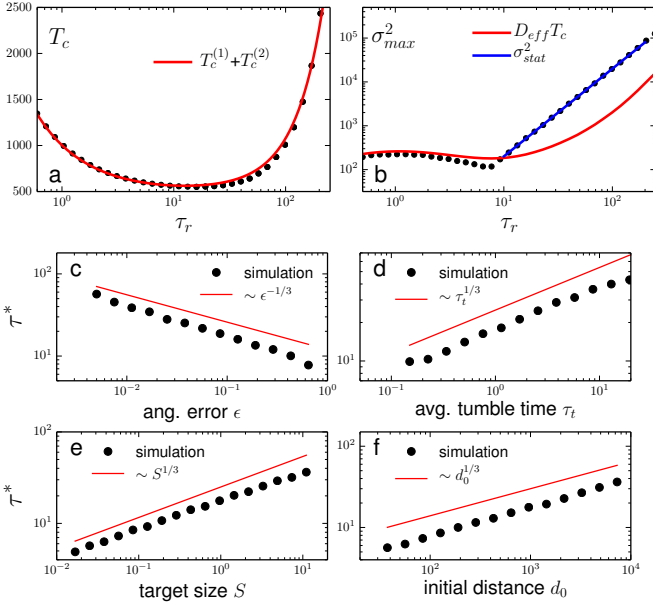 2500
2000
1500
1000
500
T_c
T_c^{(1)}+T_c^{(2)}
a
10^0 10^1 10^2
τ_r
10^5
10^4
10^3
10^2
σ^2_{max}
D_{eff}T_c
σ^2_{stat}
b
10^0 10^1 10^2
τ_r
c
simulation
∼ ϵ^{-1/3}
10^2
10^1
τ^*
10^{-2} 10^{-1} 10^0
ang. error ϵ
d
simulation
∼ τ_t^{1/3}
10^1
10^{-1} 10^0 10^1
avg. tumble time τ_t
e
simulation
∼ S^{1/3}
10^2
10^1
τ^*
10^{-2} 10^{-1} 10^0 10^1
target size S
f
simulation
∼ d_0^{1/3}
10^2
10^1
10^2 10^3 10^4
initial distance d_0